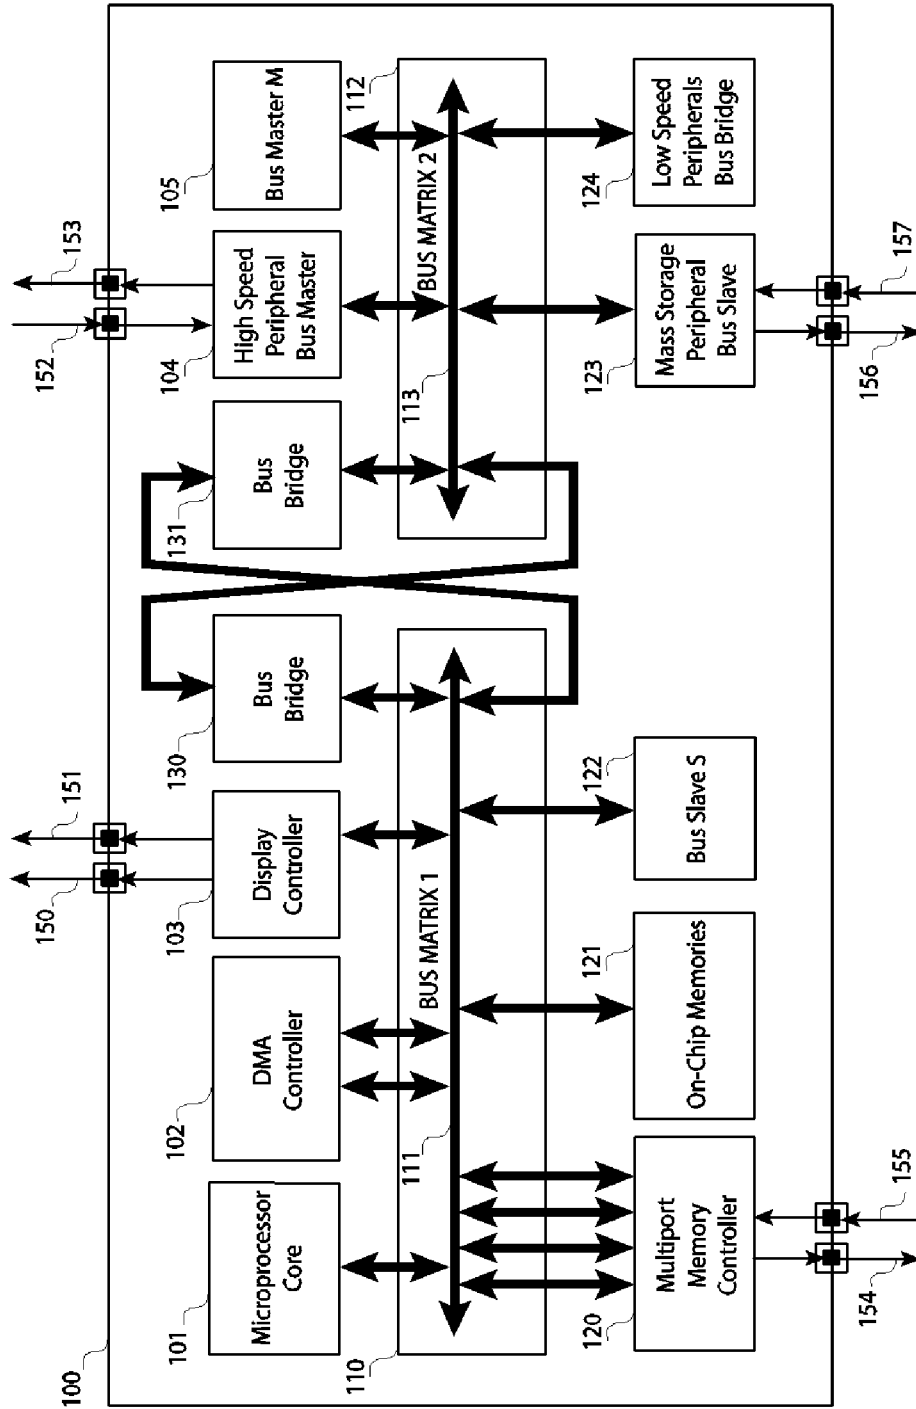 100
150
151
152
153
101
Microprocessor
Core
102
DMA
Controller
103
Display
Controller
130
Bus
Bridge
131
Bus
Bridge
104
High Speed
Peripheral
Bus Master
105
Bus Master M
110
111
BUS MATRIX 1
113
BUS MATRIX 2
112
120
Multiport
Memory
Controller
121
On-Chip Memories
122
Bus Slave S
123
Mass Storage
Peripheral
Bus Slave
124
Low Speed
Peripherals
Bus Bridge
154
155
156
157